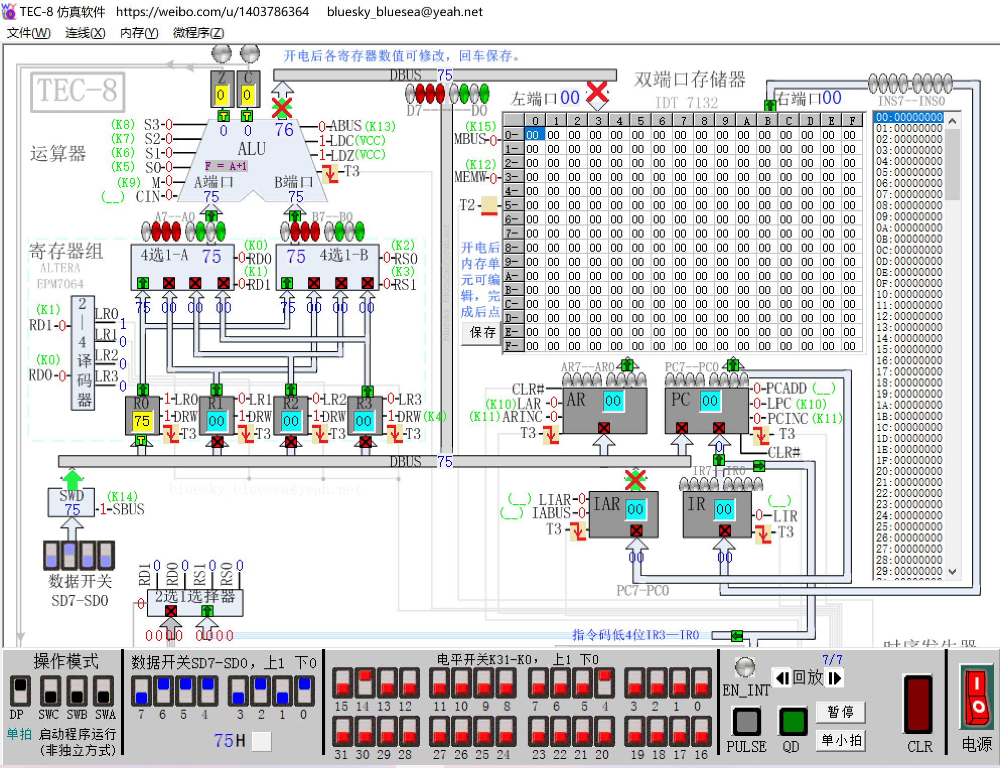 TEC-8 仿真软件 https://weibo.com/u/1403786364 bluesky_bluesea@yeah.net
文件(W) 连线(X) 内存(Y) 微程序(Z)
开电后各寄存器数值可修改，回车保存。
TEC-8
Z C
0 0
DBUS 75
D7-------D0
左端口00
双端口存储器
IDT 7132
右端口00
INS7--INS0
运算器
(K8) S3-0
(K7) S2-0
(K6) S1-0
(K5) S0-0
(K9) M-0
(__) CIN-0
T T
0 0 76
ALU
F = A+1
A端口 B端口
75 75
0-ABUS (K13)
1-LDC(VCC)
1-LDZ(VCC)
T3
(K15)
MBUS-0
(K12)
MEMW-0
T2
0 1 2 3 4 5 6 7 8 9 A B C D E F
0- 00 00 00 00 00 00 00 00 00 00 00 00 00 00 00 00
1- 00 00 00 00 00 00 00 00 00 00 00 00 00 00 00 00
2- 00 00 00 00 00 00 00 00 00 00 00 00 00 00 00 00
3- 00 00 00 00 00 00 00 00 00 00 00 00 00 00 00 00
4- 00 00 00 00 00 00 00 00 00 00 00 00 00 00 00 00
5- 00 00 00 00 00 00 00 00 00 00 00 00 00 00 00 00
6- 00 00 00 00 00 00 00 00 00 00 00 00 00 00 00 00
7- 00 00 00 00 00 00 00 00 00 00 00 00 00 00 00 00
8- 00 00 00 00 00 00 00 00 00 00 00 00 00 00 00 00
9- 00 00 00 00 00 00 00 00 00 00 00 00 00 00 00 00
A- 00 00 00 00 00 00 00 00 00 00 00 00 00 00 00 00
B- 00 00 00 00 00 00 00 00 00 00 00 00 00 00 00 00
C- 00 00 00 00 00 00 00 00 00 00 00 00 00 00 00 00
D- 00 00 00 00 00 00 00 00 00 00 00 00 00 00 00 00
E- 00 00 00 00 00 00 00 00 00 00 00 00 00 00 00 00
F- 00 00 00 00 00 00 00 00 00 00 00 00 00 00 00 00
00:00000000
01:00000000
02:00000000
03:00000000
04:00000000
05:00000000
06:00000000
07:00000000
08:00000000
09:00000000
0A:00000000
0B:00000000
0C:00000000
0D:00000000
0E:00000000
0F:00000000
10:00000000
11:00000000
12:00000000
13:00000000
14:00000000
15:00000000
16:00000000
17:00000000
18:00000000
19:00000000
1A:00000000
1B:00000000
1C:00000000
1D:00000000
1E:00000000
1F:00000000
20:00000000
21:00000000
22:00000000
23:00000000
24:00000000
25:00000000
26:00000000
27:00000000
28:00000000
29:00000000
开电后
内存单
元可编
辑，完
成后点
保存
bluesky_bluesea@yeah.net
A7--A0 B7--B0
寄存器组
ALTERA
EPM7064
4选1-A 75
(K0)
0-RD0
(K1)
0-RD1
75 4选1-B
(K2)
0-RS0
(K3)
0-RS1
75 00 00 00 75 00 00 00
2—4译码器
(K1)
RD1-0
(K0)
RD0-0
LR0 1
LR1 0
LR2 0
LR3 0
R0 1-LR0 R1 0-LR1 R2 0-LR2 R3 0-LR3
75 1-DRW 00 1-DRW 00 1-DRW 00 1-DRW(K4)
T T3 T3 T3 T3
DBUS 75
bluesky_bluesea@yeah.net
SWD
75
(K14)
1-SBUS
数据开关
SD7-SD0
RD1 0 RD0 0 RS1 0 RS0 0
0 2选1选择器
0000 0000
AR7--AR0 PC7--PC0
CLR#
(K10)LAR-0
(K11)ARINC-0
T3
AR 00
PC 00
0-PCADD (__)
0-LPC (K10)
0-PCINC(K11)
T3
CLR#
0
IR7--IR0
(__) LIAR-0
(__) IABUS-0
T3
IAR 00
IR 00
(__)
0-LIR
T3
00 00
PC7-PC0
指令码低4位IR3—IR0
操作模式
DP SWC SWB SWA
单拍 启动程序运行
(非独立方式)
数据开关SD7-SD0，上1 下0
7 6 5 4 3 2 1 0
75H
电平开关K31-K0， 上1 下0
15 14 13 12 11 10 9 8 7 6 5 4 3 2 1 0
31 30 29 28 27 26 25 24 23 22 21 20 19 18 17 16
EN_INT
7/7
回放
PULSE
QD
暂停
单小拍
CLR
电源